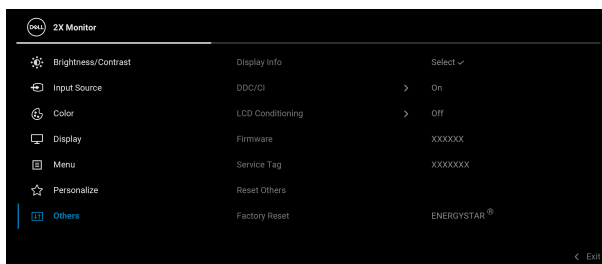 DELL 2X Monitor
Brightness/Contrast Display Info Select
Input Source DDC/CI On
Color LCD Conditioning Off
Display Firmware XXXXXX
Menu Service Tag XXXXXXX
Personalize Reset Others
Others Factory Reset ENERGYSTAR®
Exit